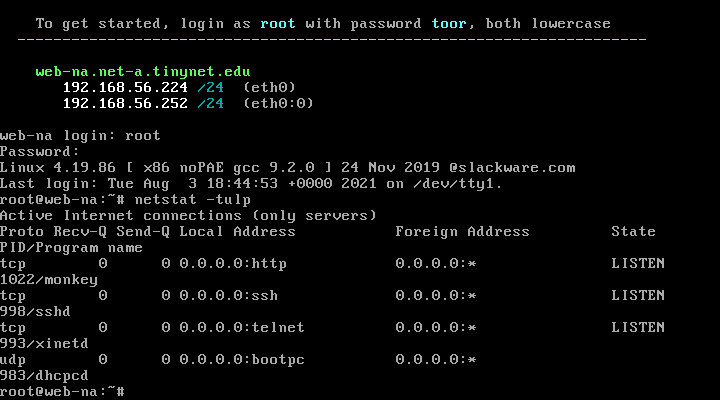 To get started, login as root with password toor, both lowercase
----------------------------------------------------------------------
web-na.net-a.tinynet.edu
192.168.56.224 /24  (eth0)
192.168.56.252 /24  (eth0:0)
web-na login: root
Password:
Linux 4.19.86 [ x86 noPAE gcc 9.2.0 ] 24 Nov 2019 @slackware.com
Last login: Tue Aug  3 18:44:53 +0000 2021 on /dev/tty1.
root@web-na:~# netstat -tulp
Active Internet connections (only servers)
Proto Recv-Q Send-Q Local Address           Foreign Address         State
PID/Program name
tcp        0      0 0.0.0.0:http            0.0.0.0:*               LISTEN
1022/monkey
tcp        0      0 0.0.0.0:ssh             0.0.0.0:*               LISTEN
998/sshd
tcp        0      0 0.0.0.0:telnet          0.0.0.0:*               LISTEN
993/xinetd
udp        0      0 0.0.0.0:bootpc          0.0.0.0:*
983/dhcpcd
root@web-na:~#